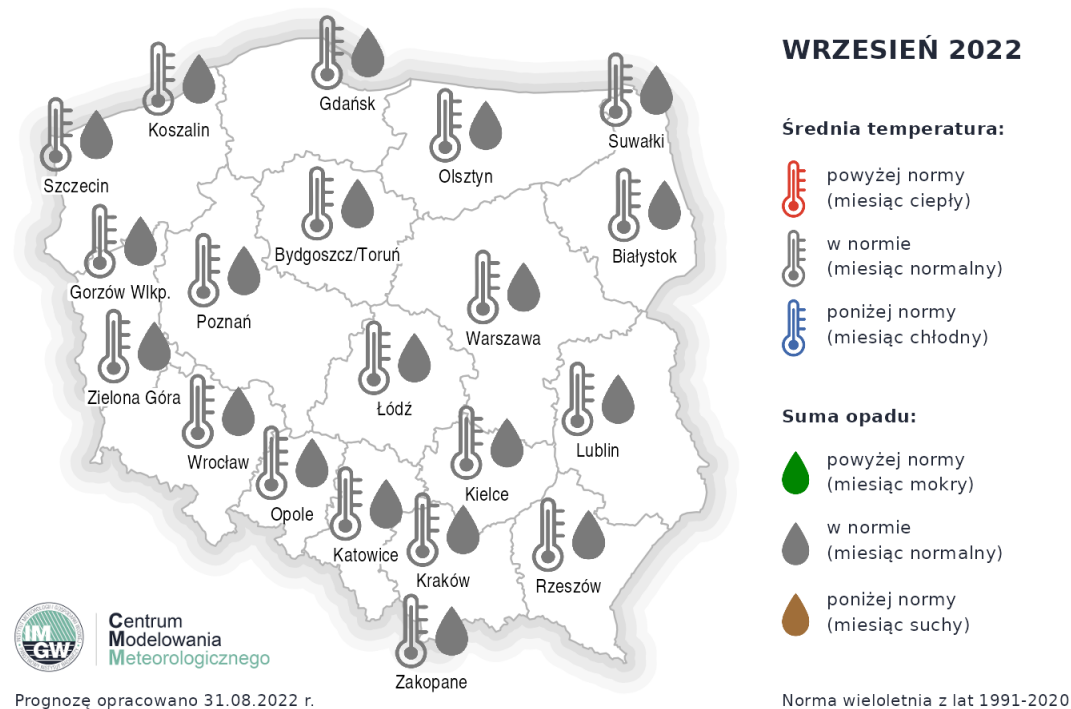 WRZESIEŃ 2022
Średnia temperatura:
powyżej normy
(miesiąc ciepły)
w normie
(miesiąc normalny)
poniżej normy
(miesiąc chłodny)
Suma opadu:
powyżej normy
(miesiąc mokry)
w normie
(miesiąc normalny)
poniżej normy
(miesiąc suchy)
Gdańsk
Koszalin
Suwałki
Olsztyn
Szczecin
Bydgoszcz/Toruń
Białystok
Gorzów Wlkp.
Poznań
Warszawa
Zielona Góra
Łódź
Lublin
Wrocław
Kielce
Opole
Katowice
Kraków
Rzeszów
Zakopane
IM
GW
Centrum
Modelowania
Meteorologicznego
Prognozę opracowano 31.08.2022 r.
Norma wieloletnia z lat 1991-2020